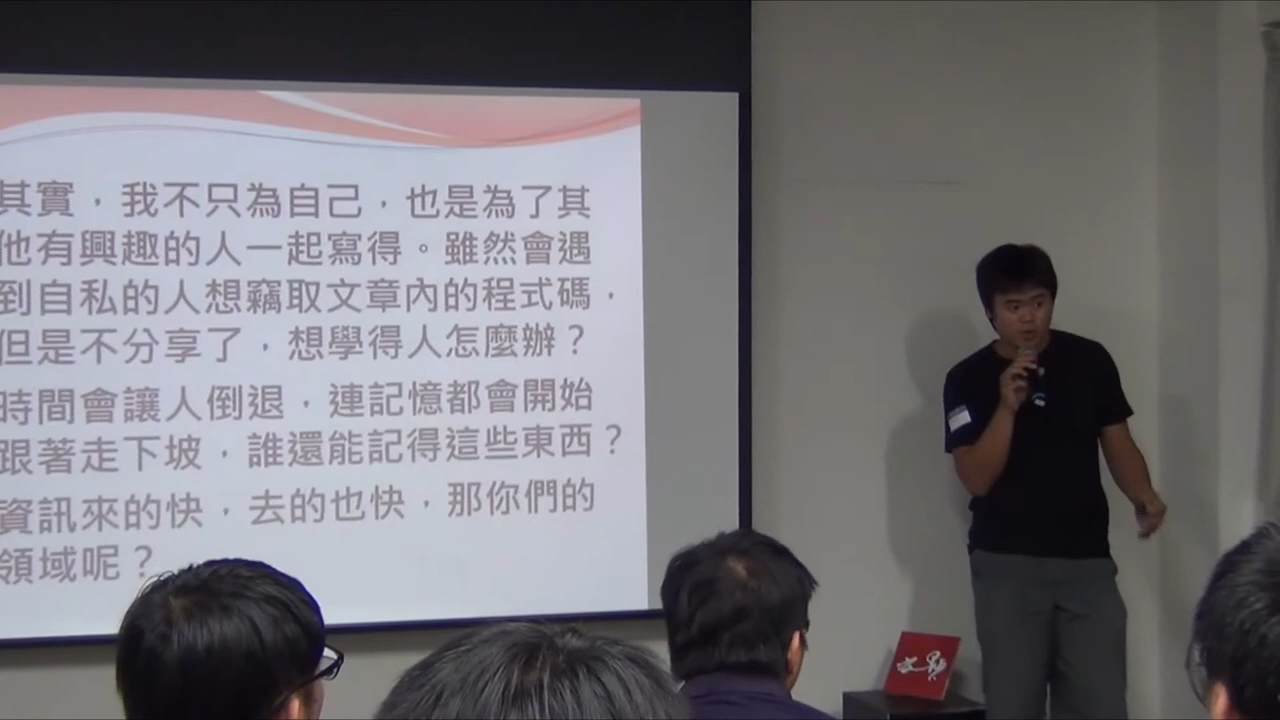 其實，我不只為自己，也是為了其
他有興趣的人一起寫得。雖然會遇
到自私的人想竊取文章內的程式碼，
但是不分享了，想學得人怎麼辦？
時間會讓人倒退，連記憶都會開始
跟著走下坡，誰還能記得這些東西？
資訊來的快，去的也快，那你們的
領域呢？